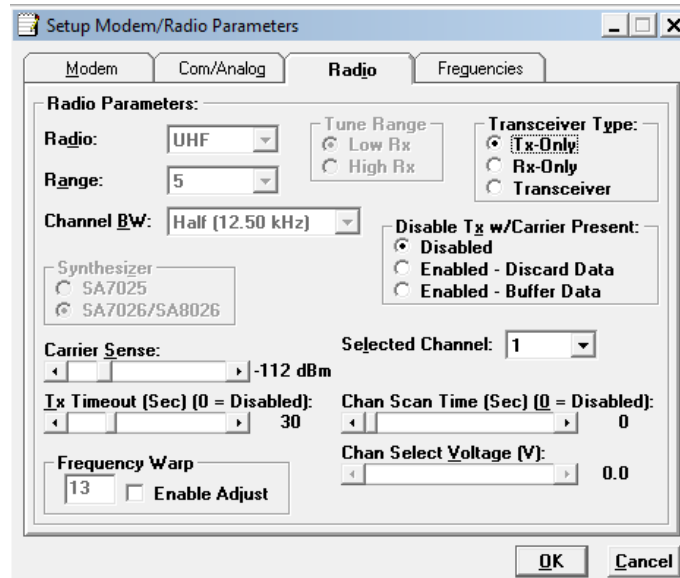 Setup Modem/Radio Parameters
Modem Com/Analog Radio Freguencies
Radio Parameters:
Radio: UHF
Range: 5
Channel BW: Half (12.50 kHz)
Tune Range
Low Rx
High Rx
Transceiver Type:
Tx-Only
Rx-Only
Transceiver
Disable Tx w/Carrier Present:
Disabled
Enabled - Discard Data
Enabled - Buffer Data
Synthesizer
SA7025
SA7026/SA8026
Carrier Sense:
-112 dBm
Selected Channel: 1
Tx Timeout (Sec) (0 = Disabled):
30
Chan Scan Time (Sec) (0 = Disabled):
0
Frequency Warp
13 Enable Adjust
Chan Select Voltage (V):
0.0
OK Cancel